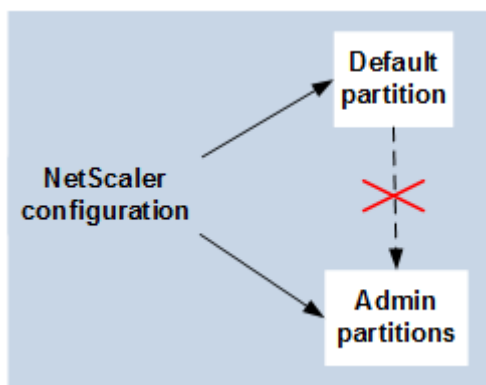 Default
partition
NetScaler
configuration
Admin
partitions